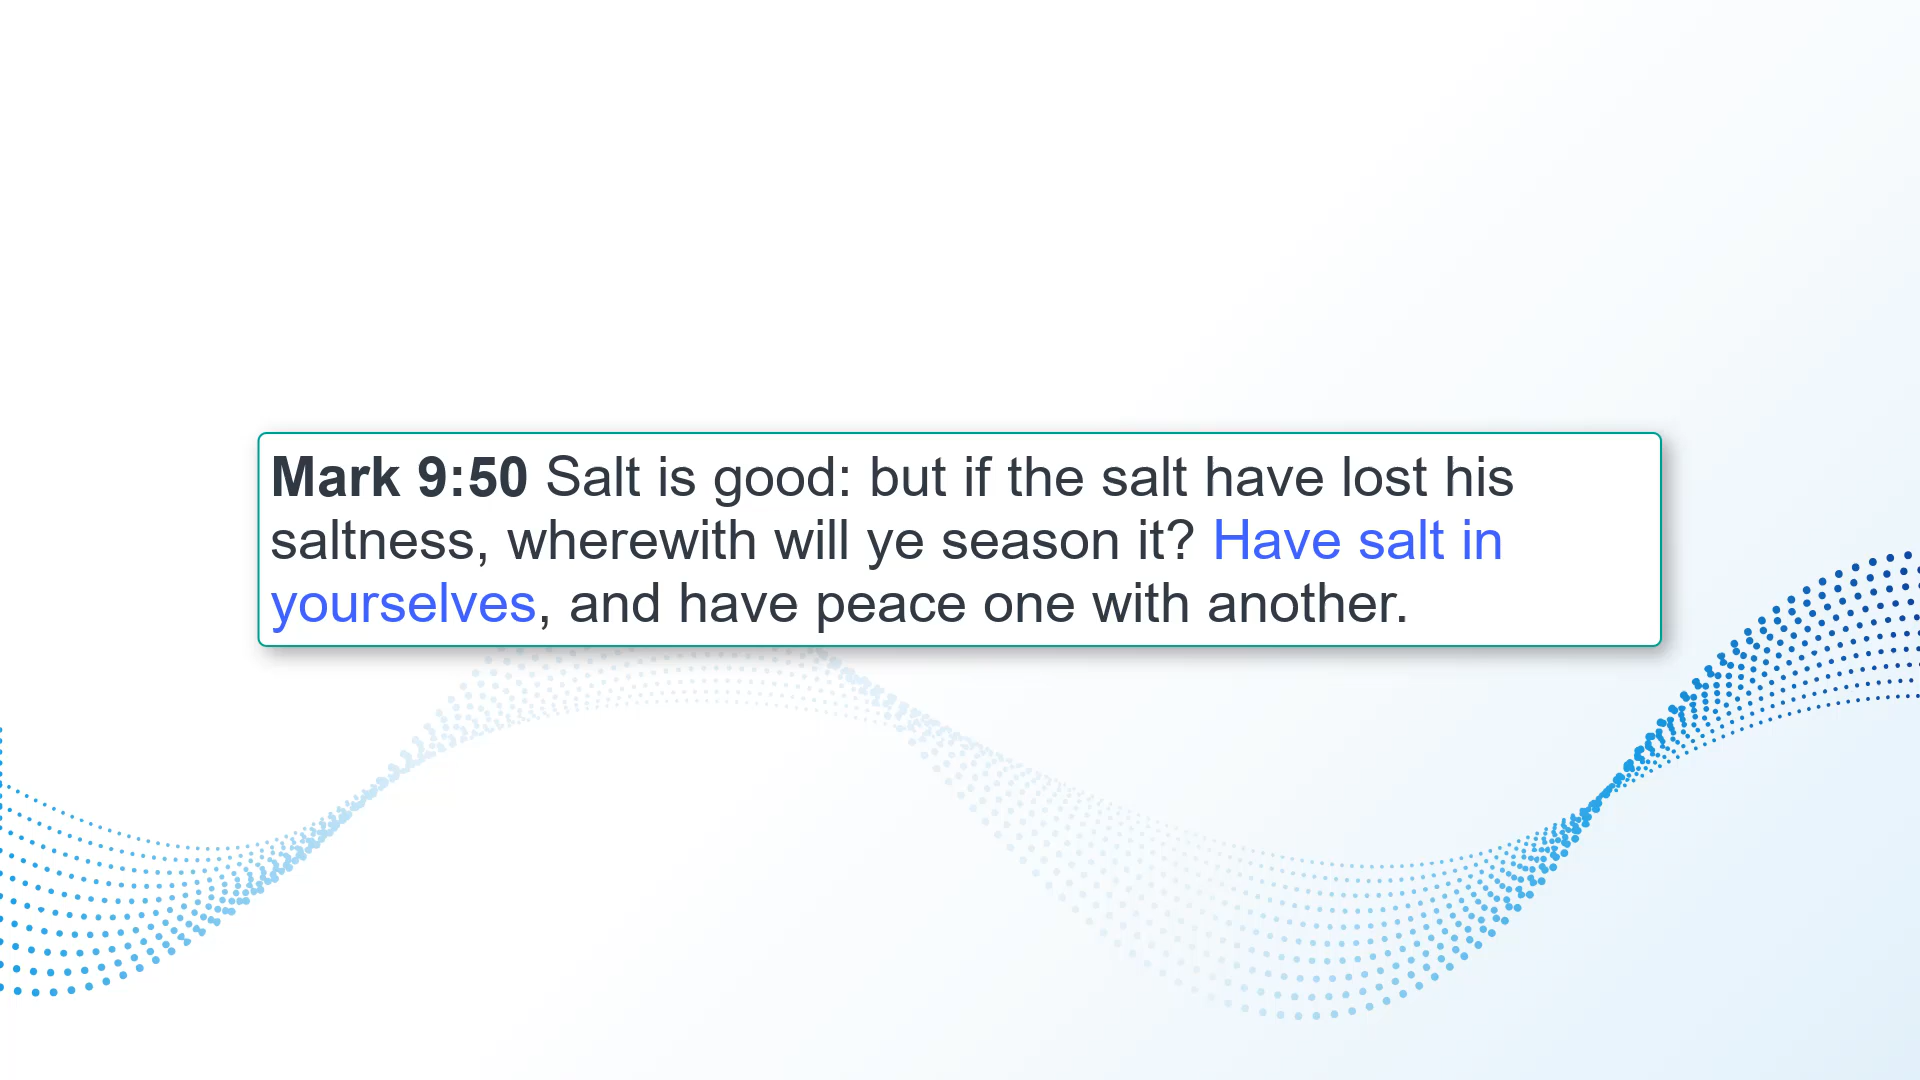 Mark 9:50 Salt is good: but if the salt have lost his
saltness, wherewith will ye season it? Have salt in
yourselves, and have peace one with another.